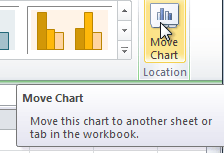 Move
Chart
Location
Move Chart
Move this chart to another sheet or
tab in the workbook.